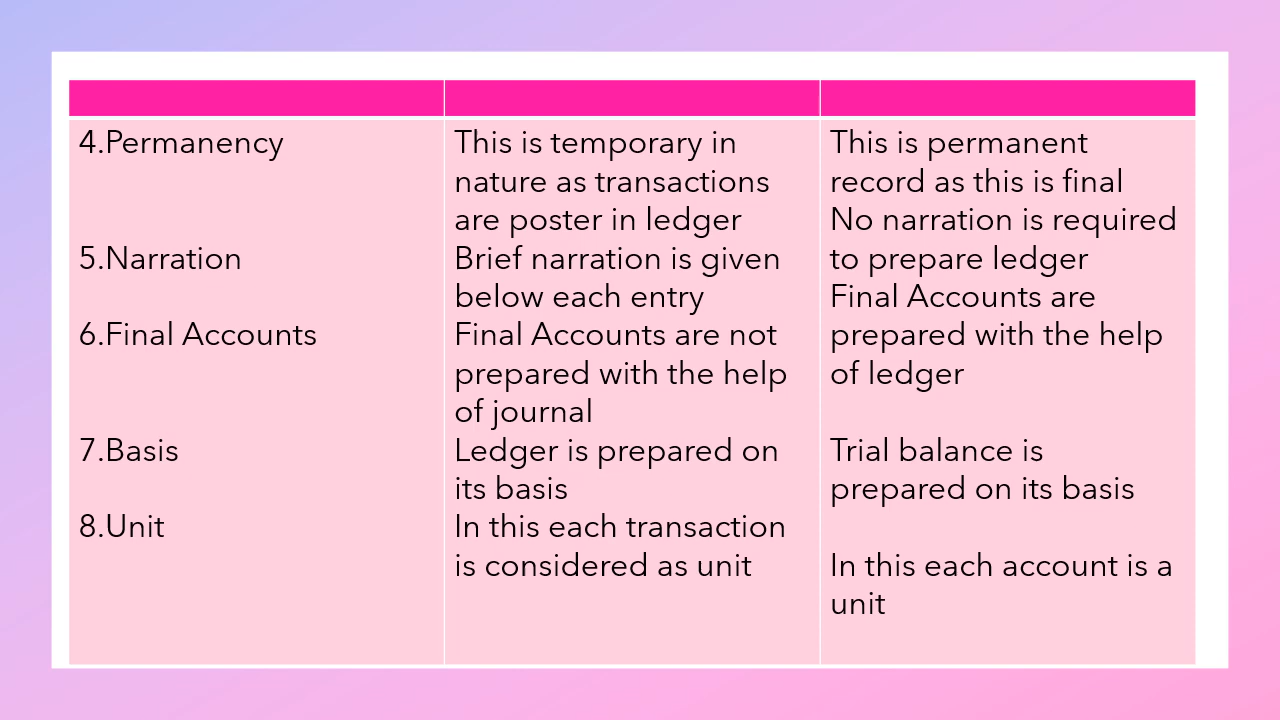 4.Permanency
5.Narration
6.Final Accounts
7.Basis
8.Unit
This is temporary in
nature as transactions
are poster in ledger
Brief narration is given
below each entry
Final Accounts are not
prepared with the help
of journal
Ledger is prepared on
its basis
In this each transaction
is considered as unit
This is permanent
record as this is final
No narration is required
to prepare ledger
Final Accounts are
prepared with the help
of ledger
Trial balance is
prepared on its basis
In this each account is a
unit